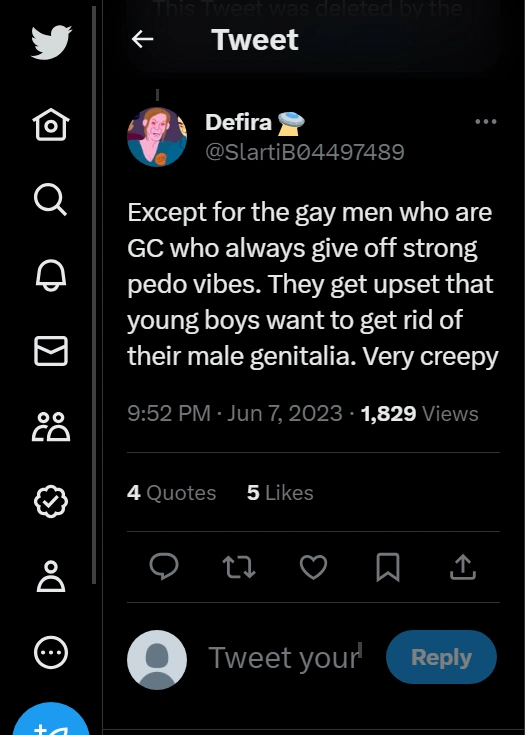 This Tweet was deleted by the
Tweet
Defira
@SlartiB04497489
Except for the gay men who are
GC who always give off strong
pedo vibes. They get upset that
young boys want to get rid of
their male genitalia. Very creepy
9:52 PM · Jun 7, 2023 · 1,829 Views
4 Quotes 5 Likes
Tweet your
Reply